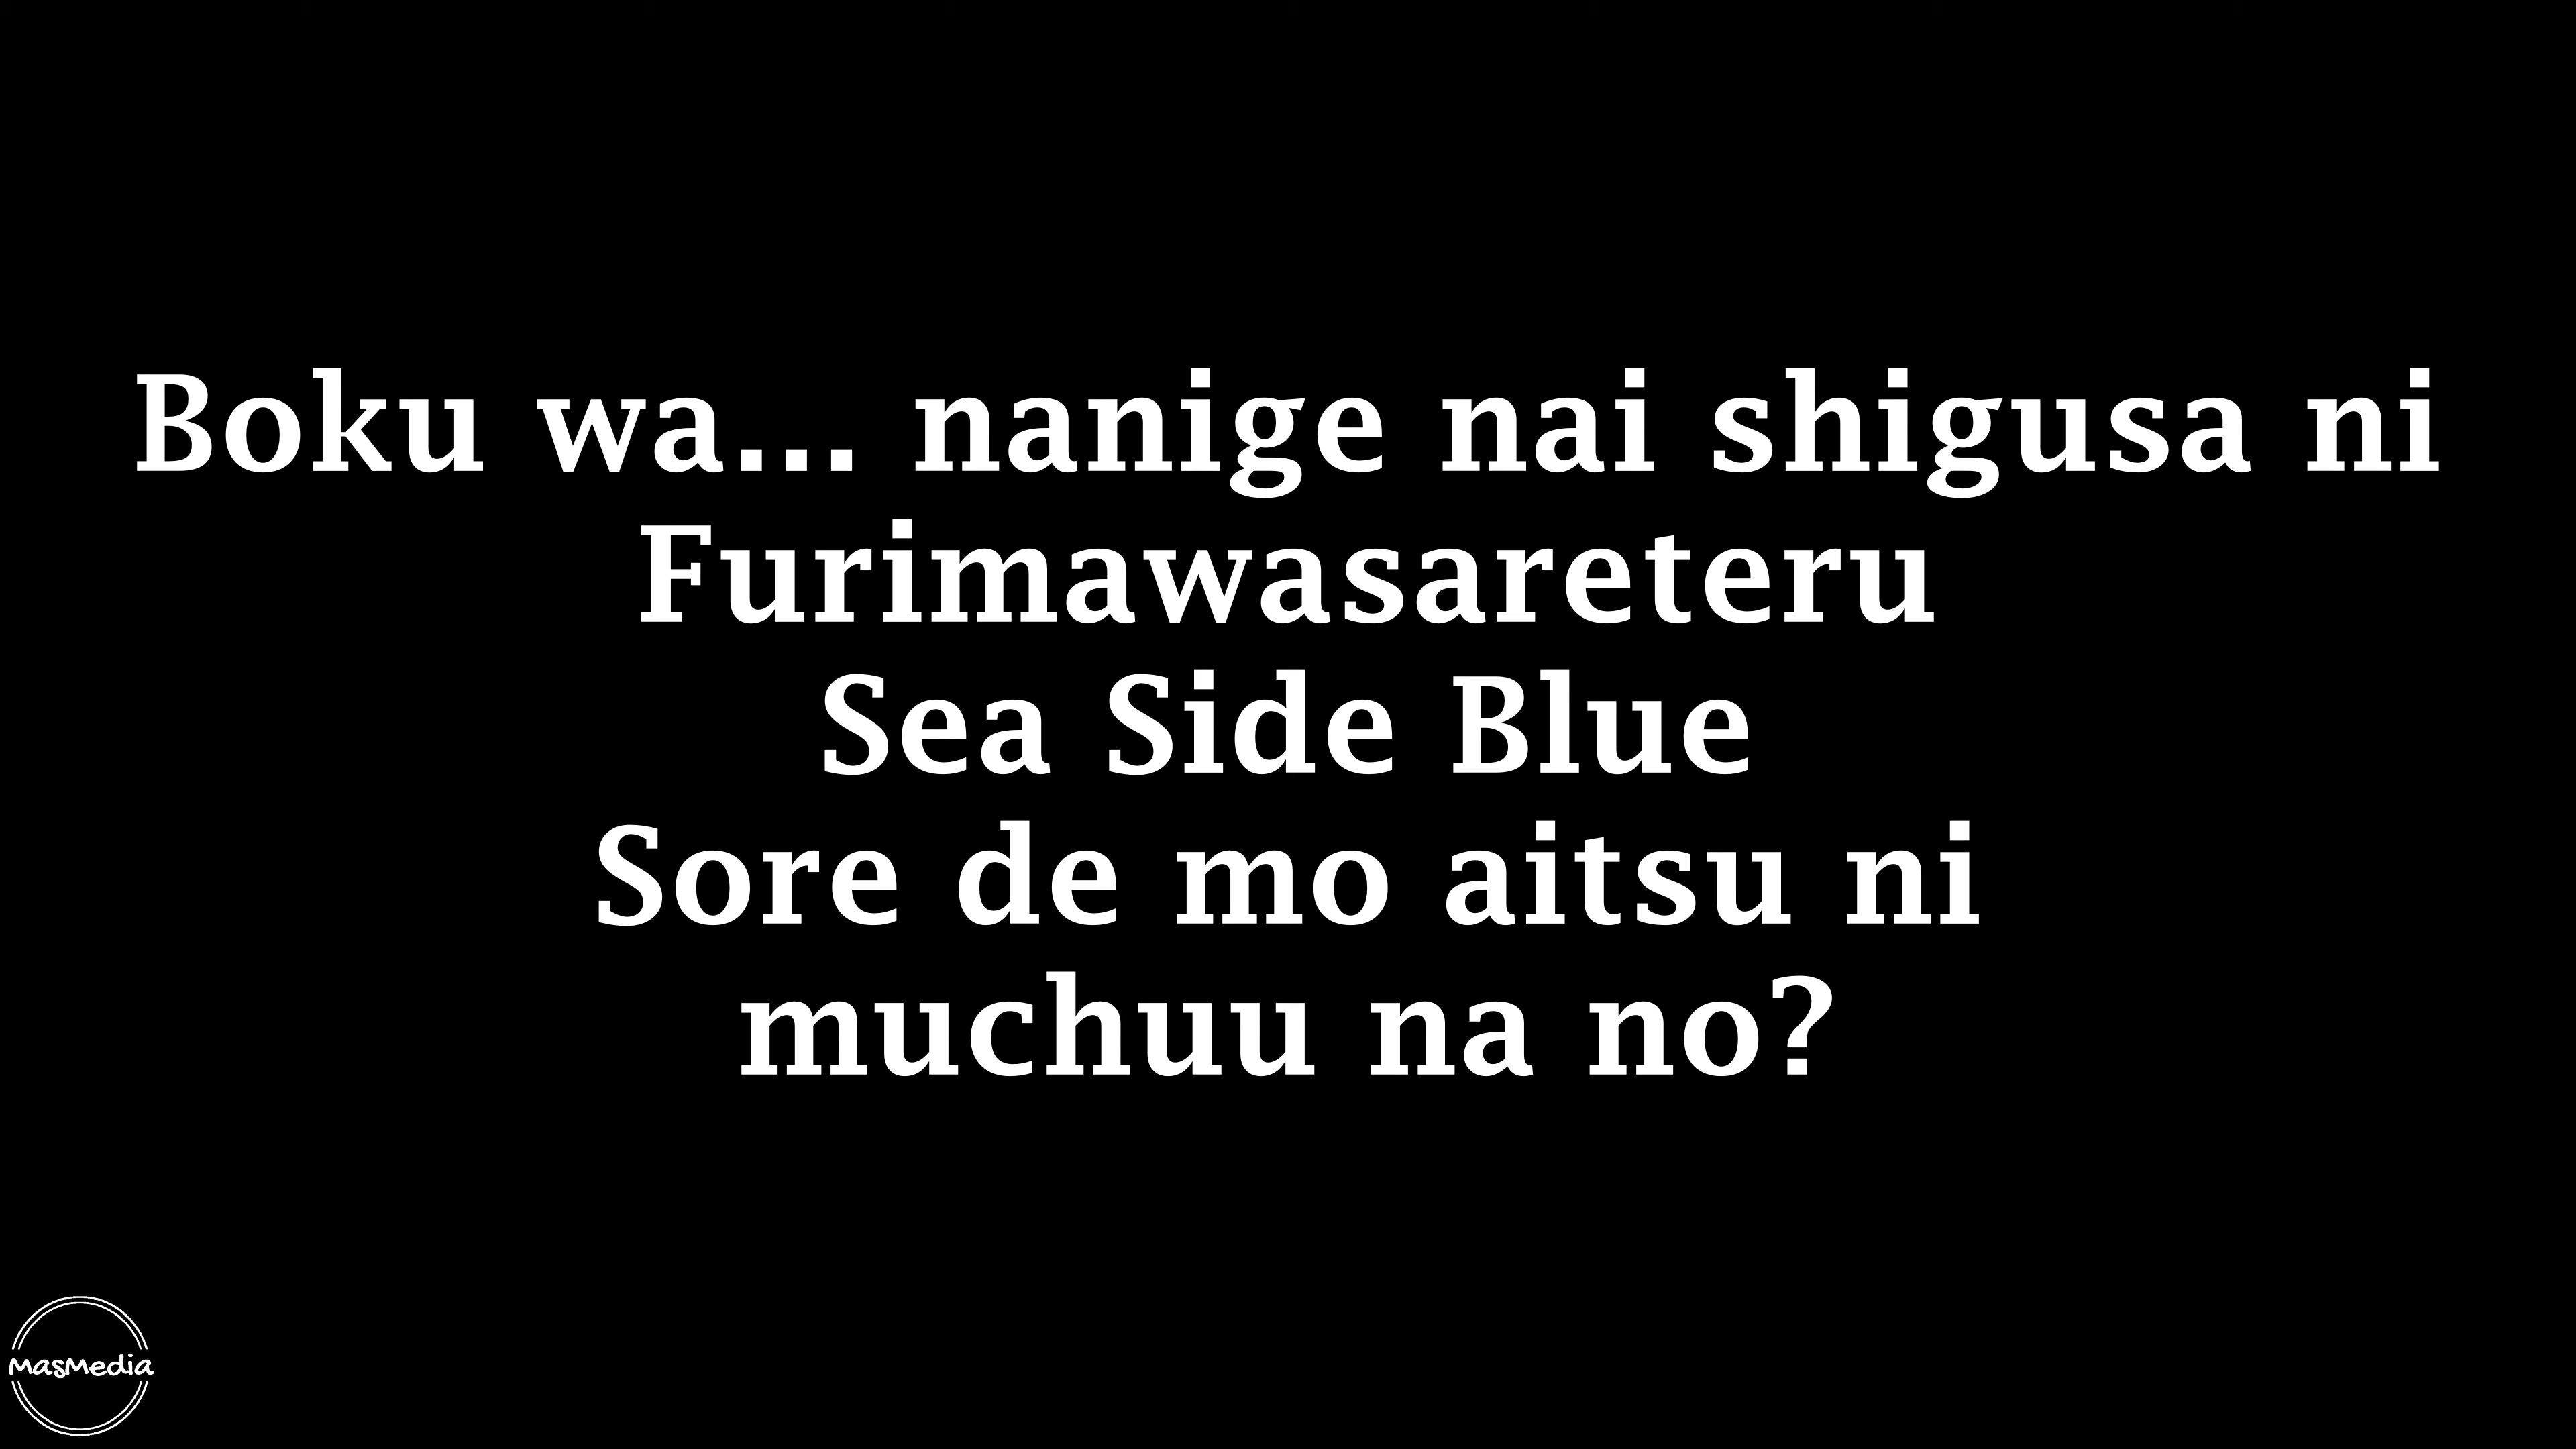 Boku wa... nanige nai shigusa ni
Furimawasareteru
Sea Side Blue
Sore de mo aitsu ni
muchuu na no?
MasMedia